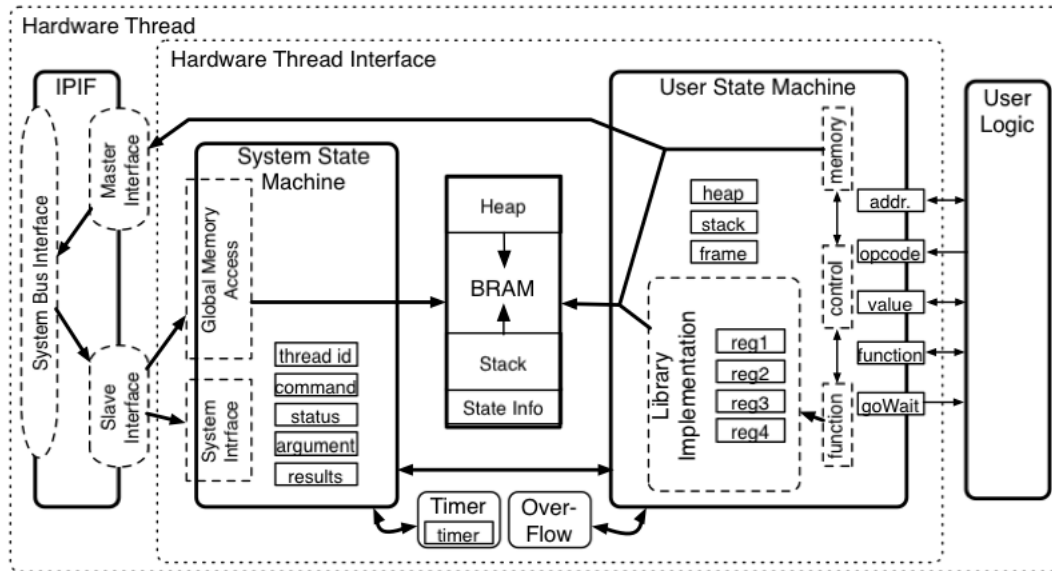 Hardware Thread
Hardware Thread Interface
IPIF
System Bus Interface
Master
Interface
Slave
Interface
System State
Machine
Global Memory
Access
System
Intrface
thread id
command
status
argument
results
Heap
BRAM
Stack
State Info
Timer
timer
Over-
Flow
User State Machine
heap
stack
frame
Library
Implementation
reg1
reg2
reg3
reg4
memory
control
function
addr.
opcode
value
function
goWait
User
Logic